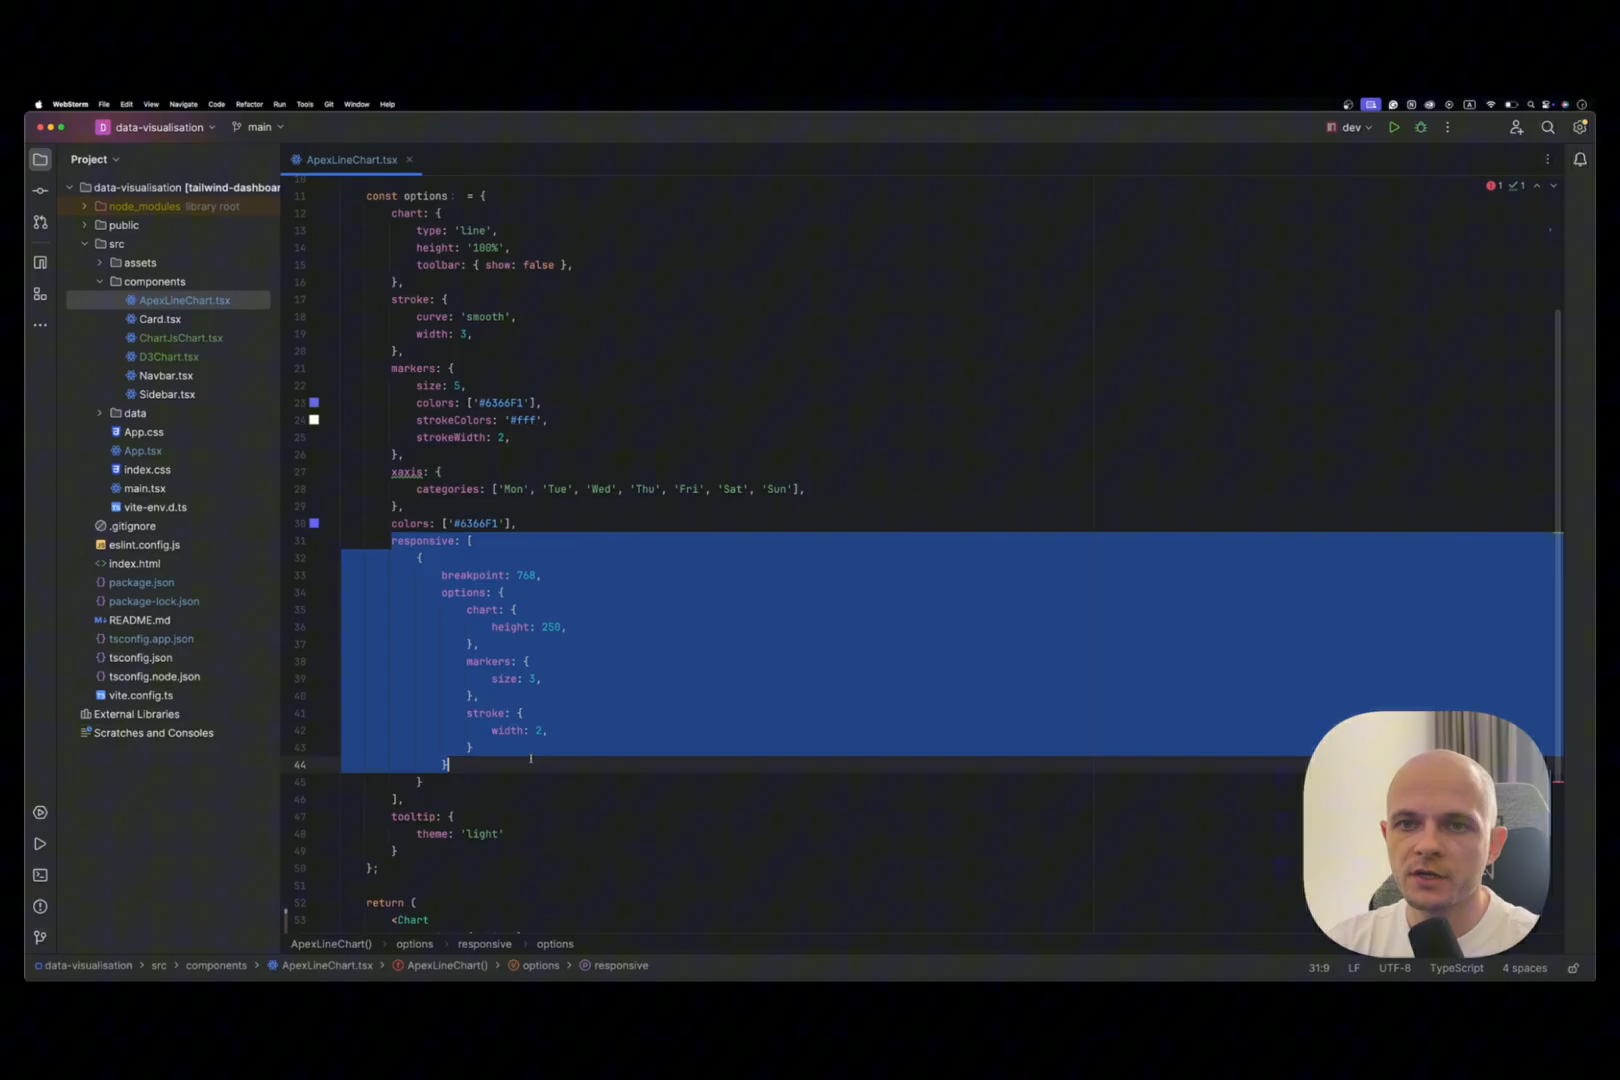 WebStorm File Edit View Navigate Code Refactor Run Tools Git Window Help
D data-visualisation main dev
Project
ApexLineChart.tsx
data-visualisation [tailwind-dashboar
node_modules library root
public
src
assets
components
ApexLineChart.tsx
Card.tsx
ChartJsChart.tsx
D3Chart.tsx
Navbar.tsx
Sidebar.tsx
data
App.css
App.tsx
index.css
main.tsx
vite-env.d.ts
.gitignore
eslint.config.js
index.html
package.json
package-lock.json
README.md
tsconfig.app.json
tsconfig.json
tsconfig.node.json
vite.config.ts
External Libraries
Scratches and Consoles
1 1
10
11 const options: = {
12 chart: {
13 type: 'line',
14 height: '100%',
15 toolbar: { show: false },
16 },
17 stroke: {
18 curve: 'smooth',
19 width: 3,
20 },
21 markers: {
22 size: 5,
23 colors: ['#6366F1'],
24 strokeColors: '#fff',
25 strokeWidth: 2,
26 },
27 xaxis: {
28 categories: ['Mon', 'Tue', 'Wed', 'Thu', 'Fri', 'Sat', 'Sun'],
29 },
30 colors: ['#6366F1'],
31 responsive: [
32 {
33 breakpoint: 768,
34 options: {
35 chart: {
36 height: 250,
37 },
38 markers: {
39 size: 3,
40 },
41 stroke: {
42 width: 2,
43 }
44 }
45 }
46 ],
47 tooltip: {
48 theme: 'light'
49 }
50 };
51
52 return (
53 <Chart
ApexLineChart() > options > responsive > options
data-visualisation > src > components > ApexLineChart.tsx > ApexLineChart() > options > responsive
31:9 LF UTF-8 TypeScript 4 spaces